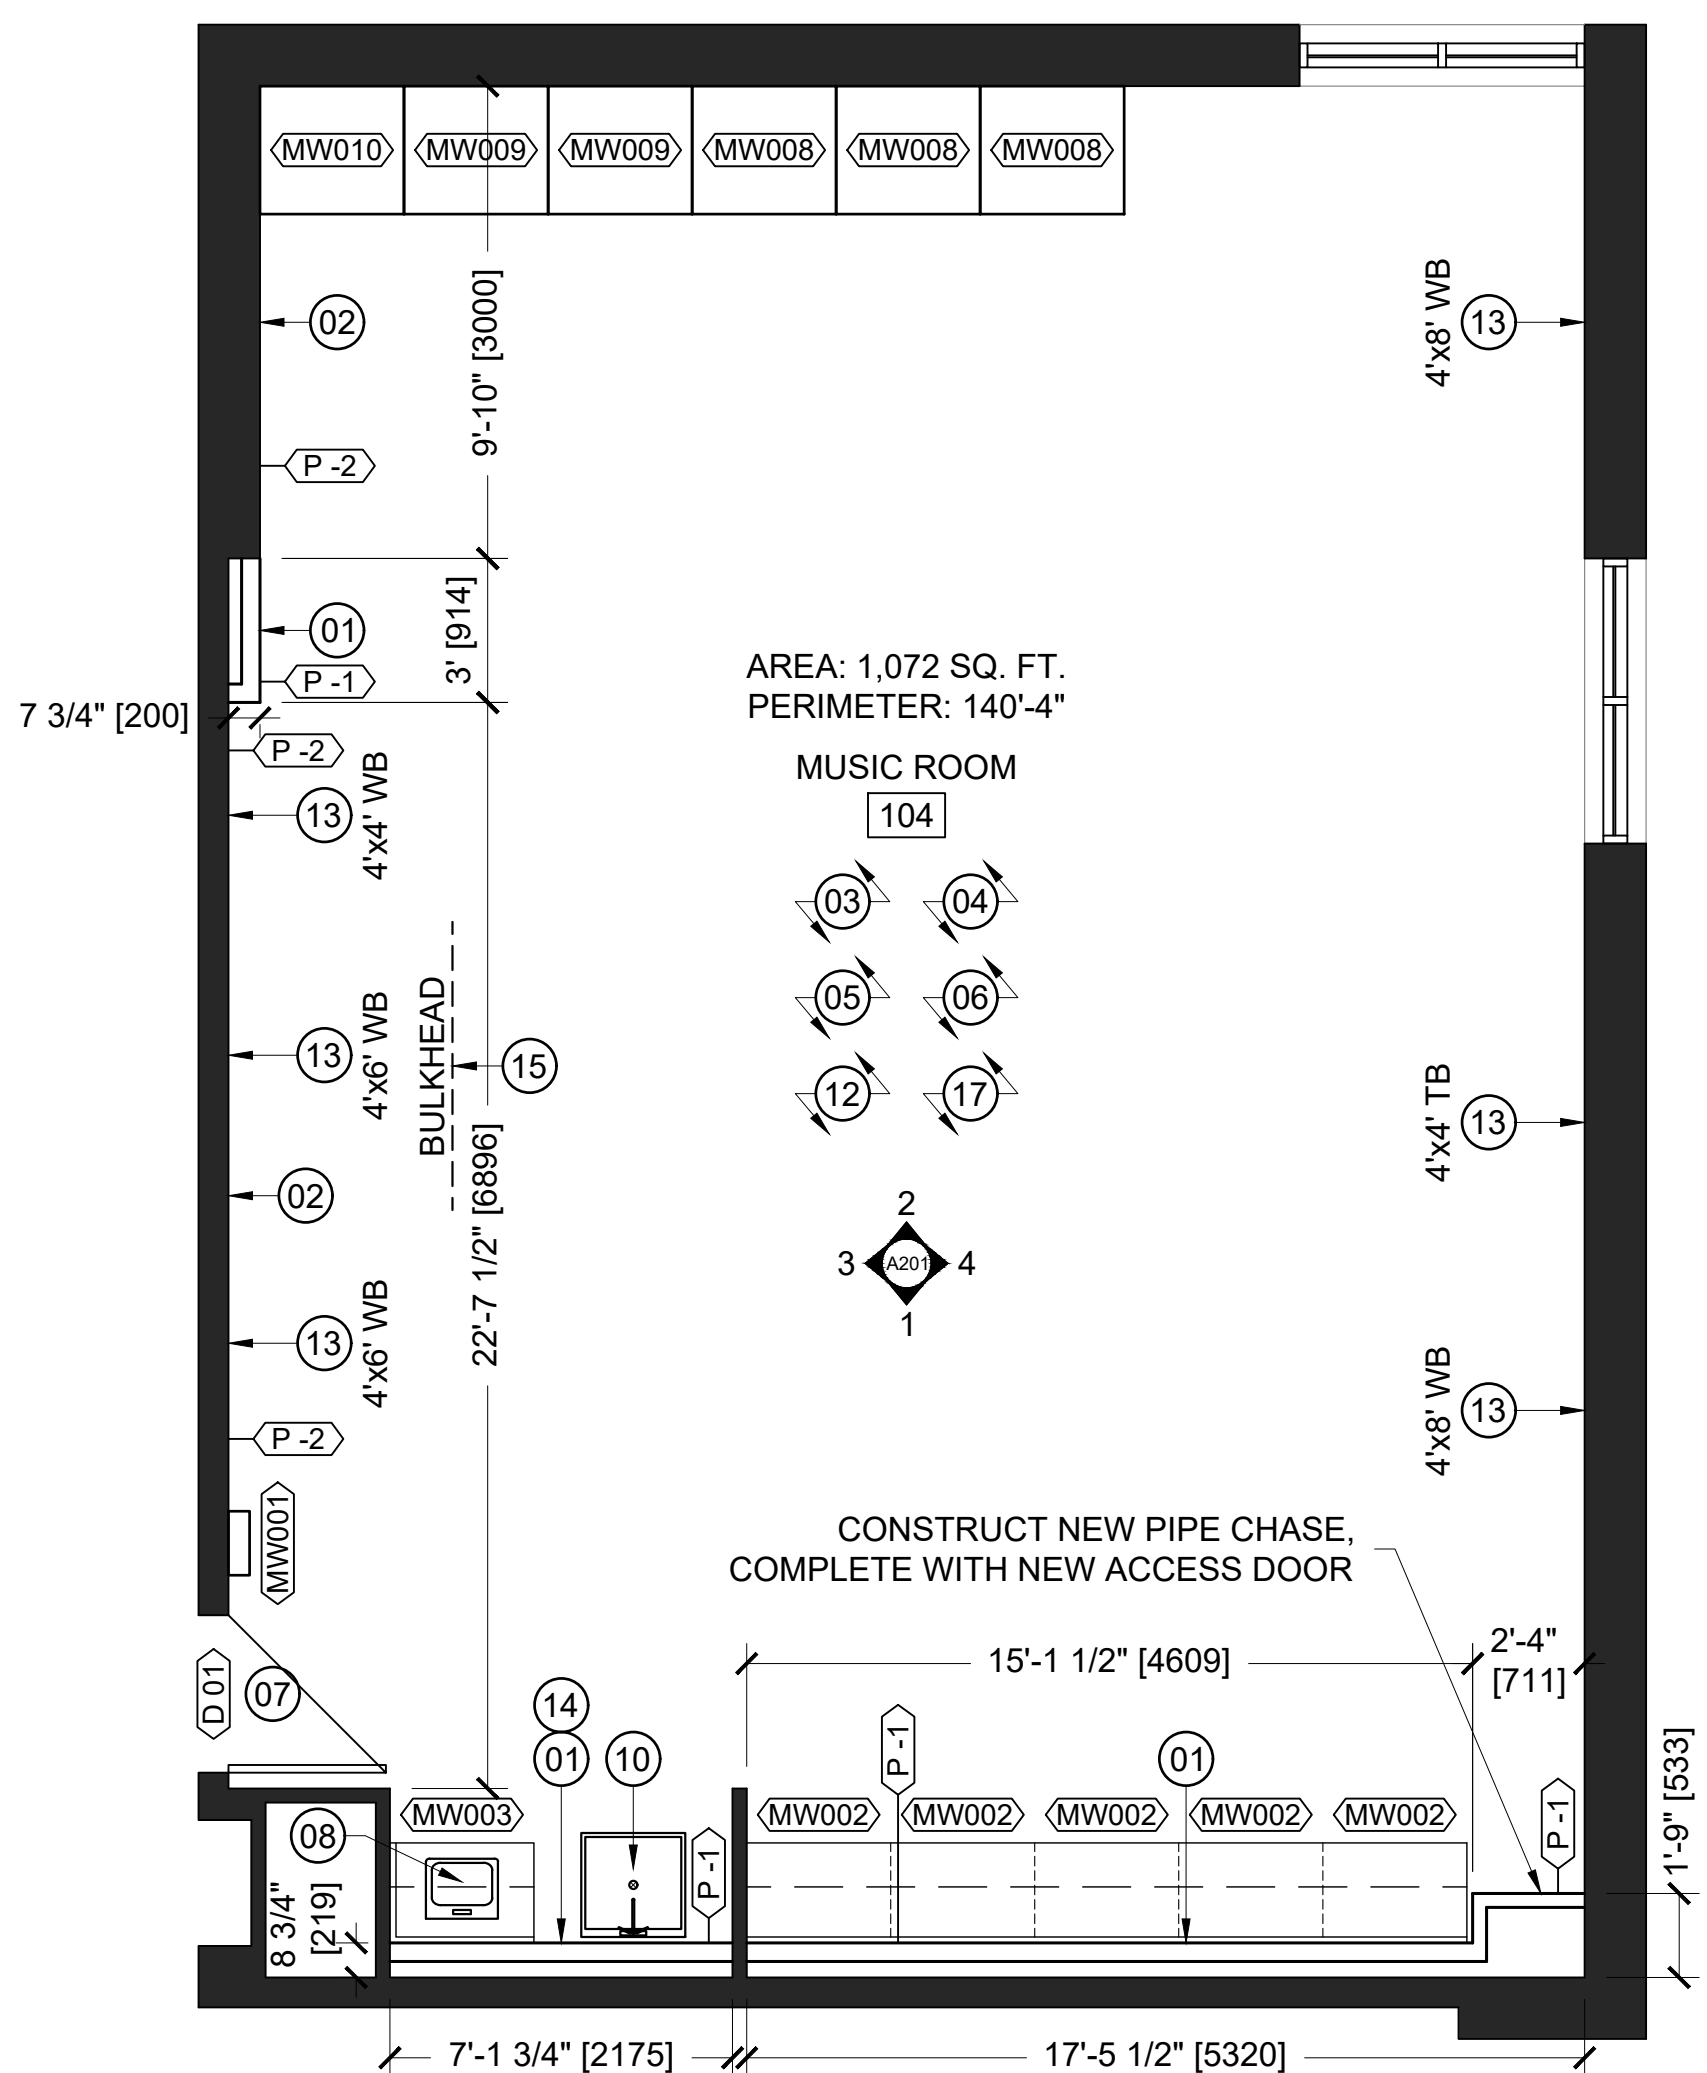 MW010 MW009 MW009 MW008 MW008 MW008
02
9'-10" [3000]
4'x8' WB
13
P -2
01
3' [914]
P -1
7 3/4" [200]
P -2
AREA: 1,072 SQ. FT.
PERIMETER: 140'-4"
MUSIC ROOM
104
13
4'x4' WB
03 04
05 06
12 17
BULKHEAD
15
13
4'x6' WB
22'-7 1/2" [6896]
4'x4' TB
13
02
2
3 A201 4
1
13
4'x6' WB
4'x8' WB
13
P -2
MW001
CONSTRUCT NEW PIPE CHASE,
COMPLETE WITH NEW ACCESS DOOR
D 01
07
15'-1 1/2" [4609]
2'-4"
[711]
14
01
10
P -1
01
1'-9" [533]
MW003
MW002 MW002 MW002 MW002 MW002
P -1
08
P -1
8 3/4"
[219]
7'-1 3/4" [2175]
17'-5 1/2" [5320]